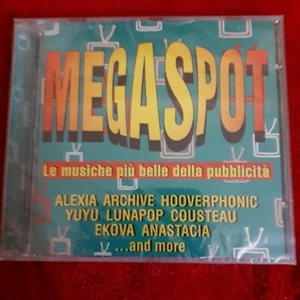 MEGASPOT
Le musiche più belle della pubblicità
ALEXIA ARCHIVE HOOVERPHONIC
YUYU LUNAPOP COUSTEAU
EKOVA ANASTACIA
...and more